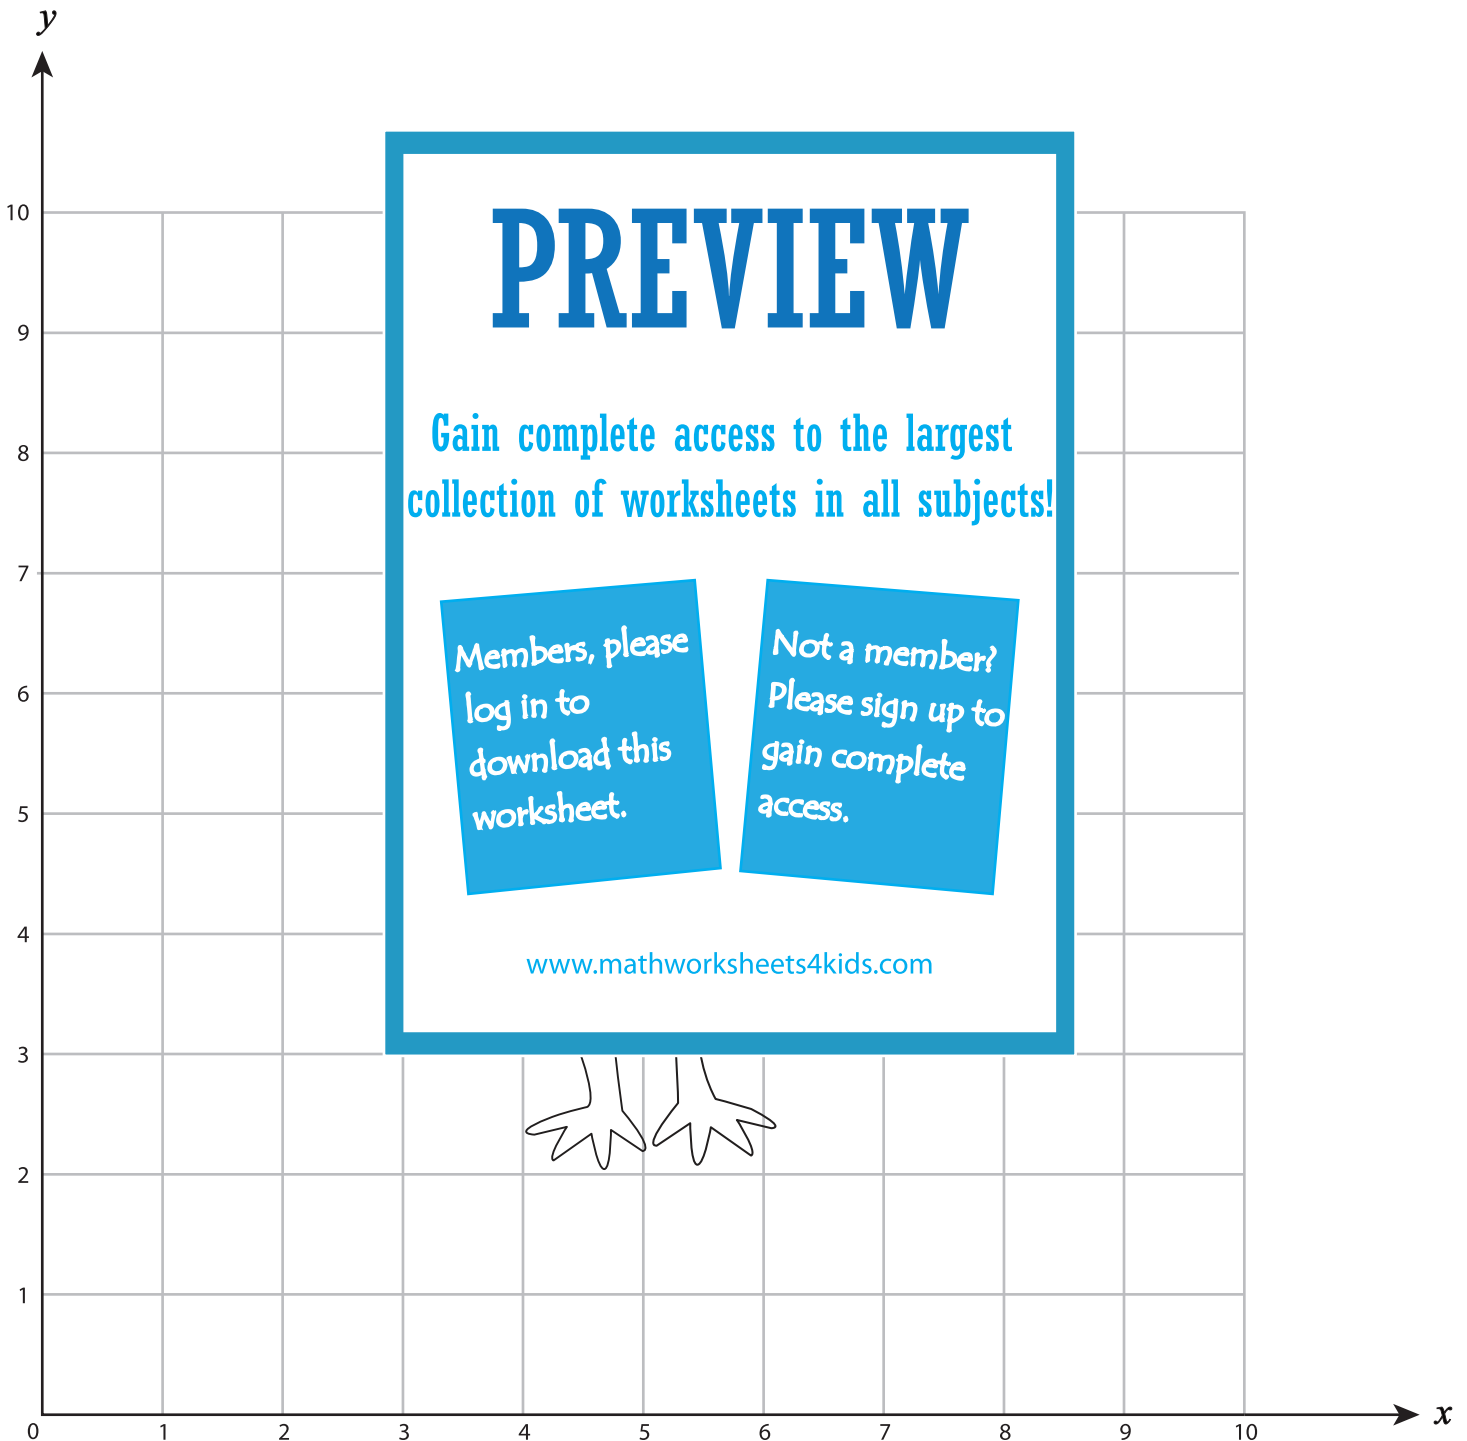 y
10
PREVIEW
9
Gain complete access to the largest
8
collection of worksheets in all subjects!
7
Members, please
log in to
download this
worksheet.
Not a member?
Please sign up to
gain complete
access.
6
5
4
www.mathworksheets4kids.com
3
2
1
0 1 2 3 4 5 6 7 8 9 10
x